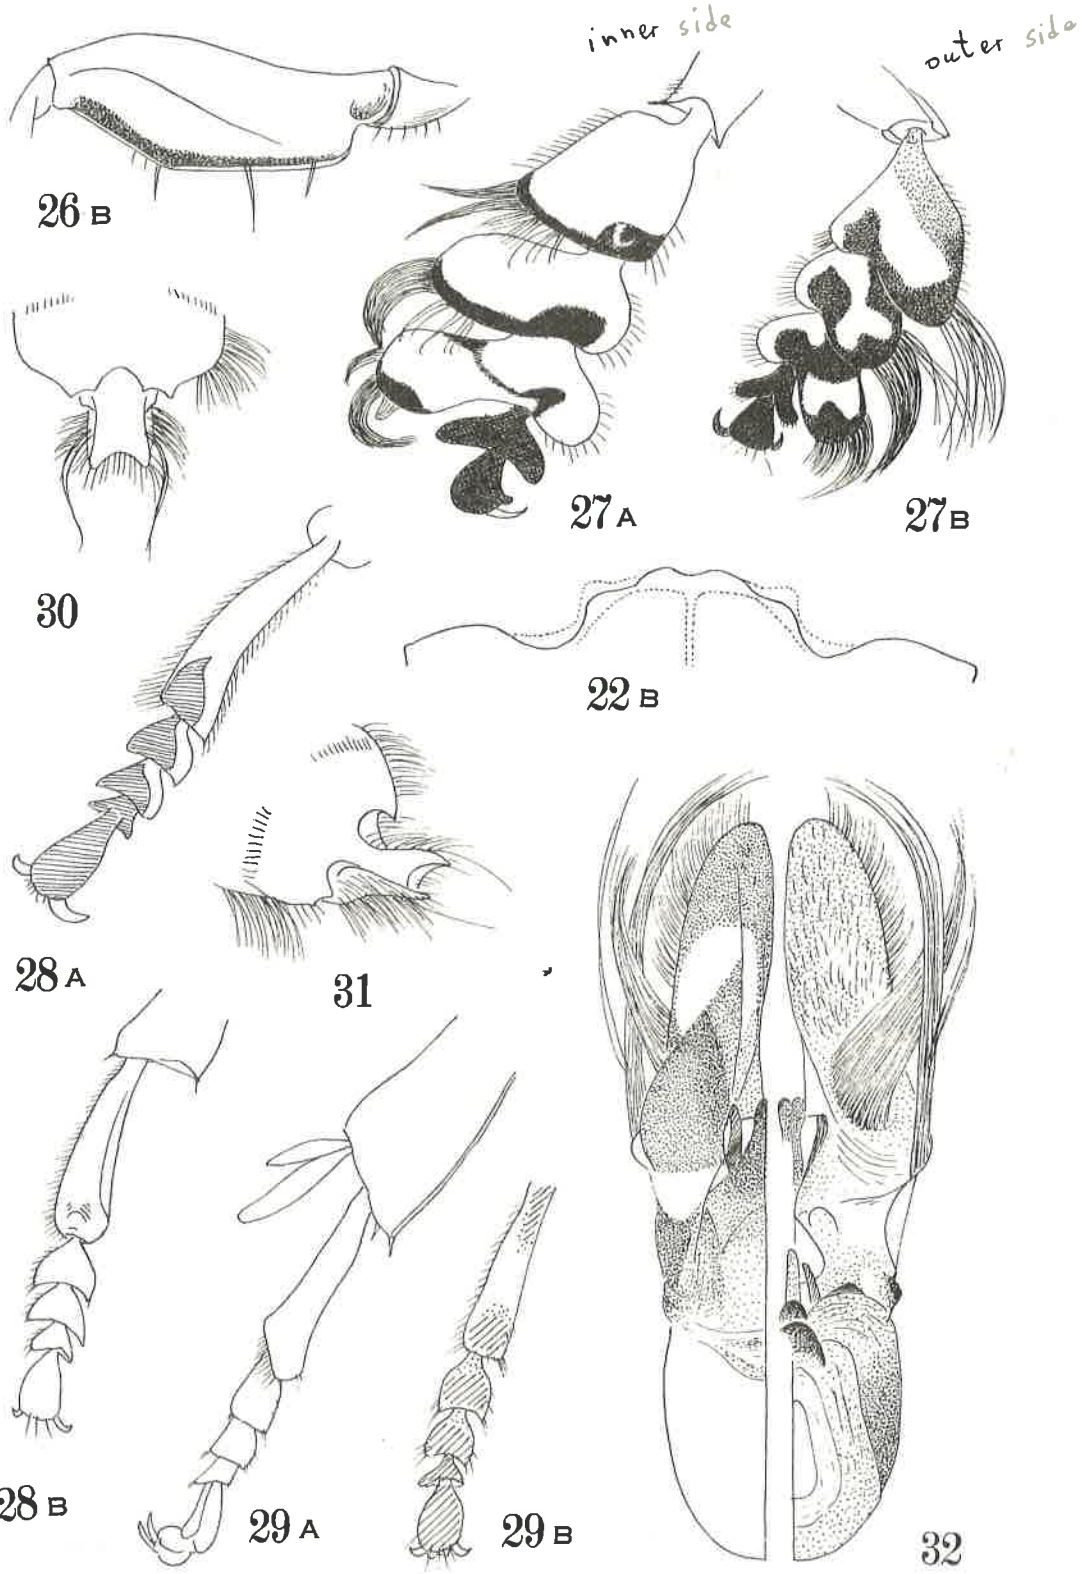 inner side
outer side
26 B
27 A
27 B
30
22 B
28 A
31
28 B
29 A
29 B
32